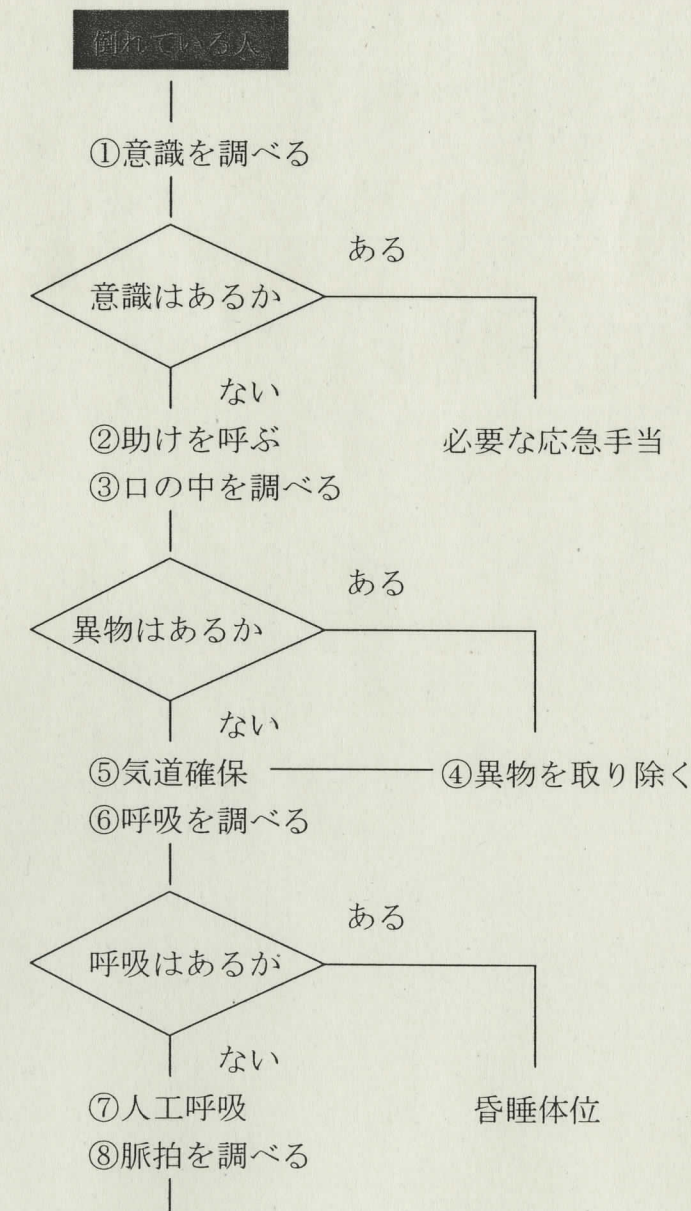 倒れている人
①意識を調べる
ある
意識はあるか
ない
②助けを呼ぶ
必要な応急手当
③口の中を調べる
ある
異物はあるか
ない
⑤気道確保
④異物を取り除く
⑥呼吸を調べる
ある
呼吸はあるか
ない
⑦人工呼吸
昏睡体位
⑧脈拍を調べる